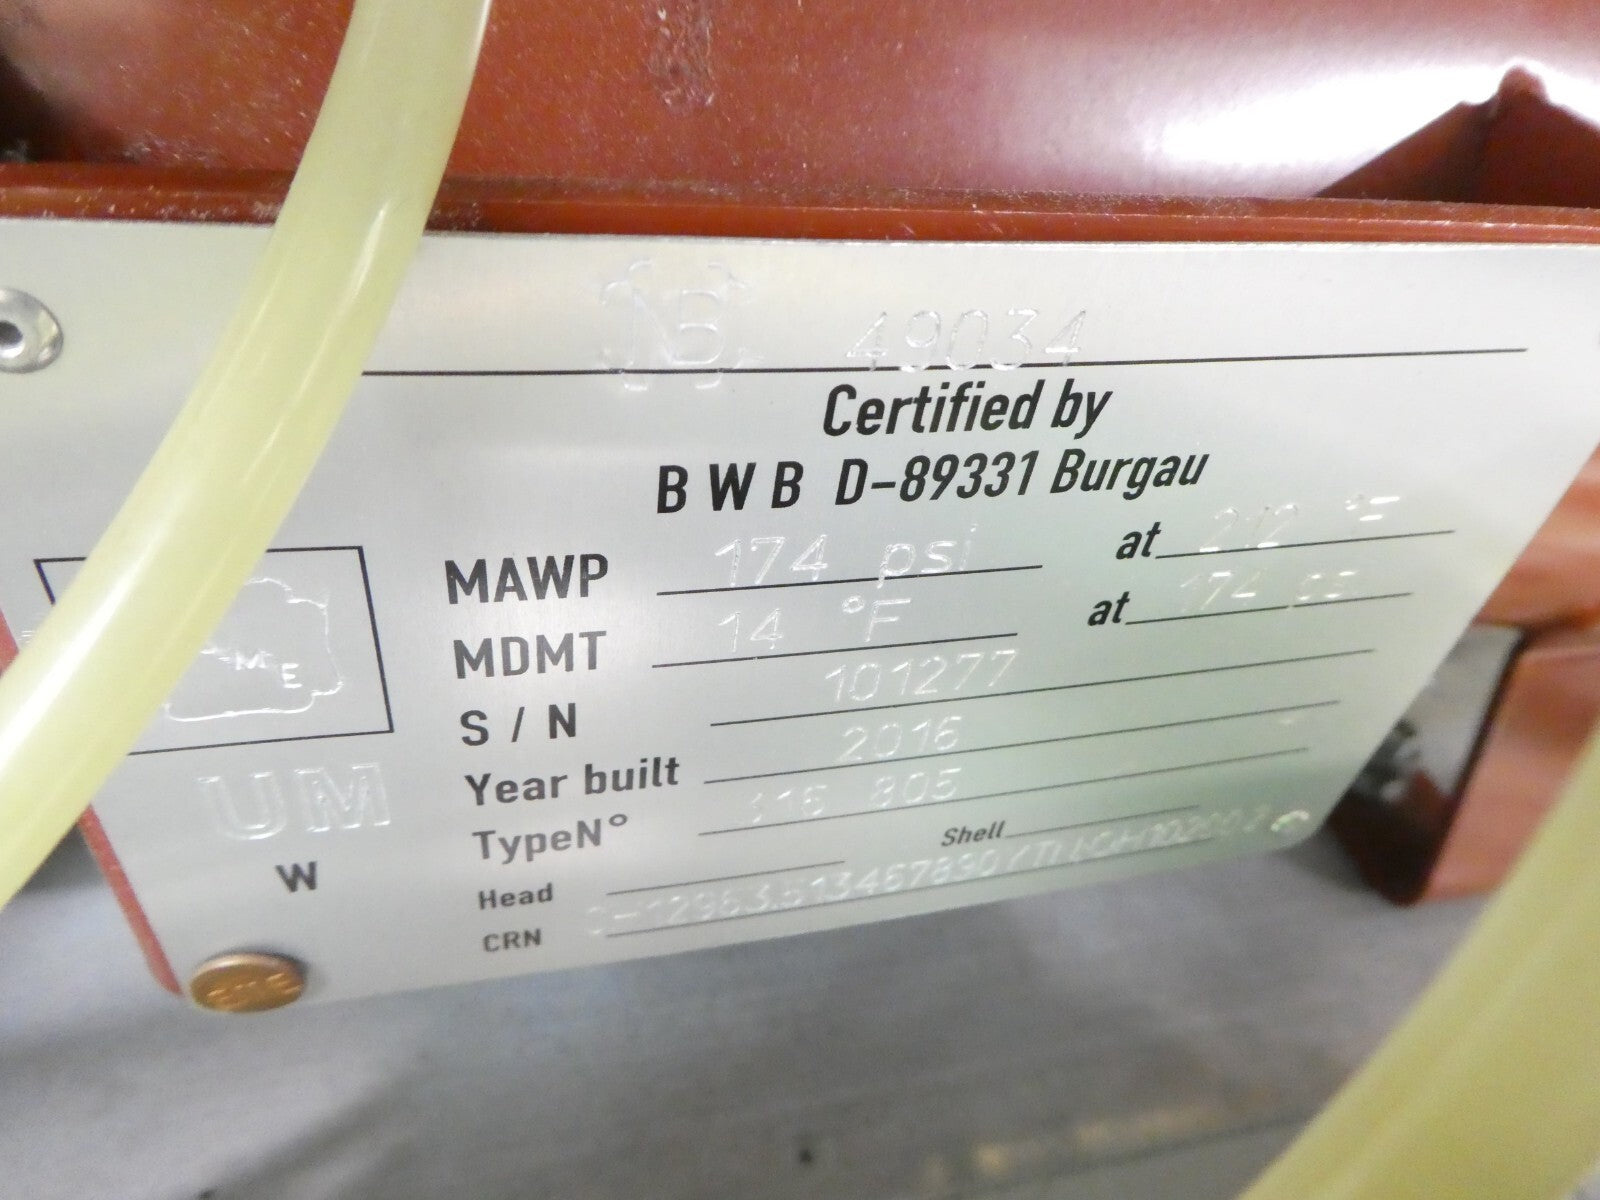 NB 49034
Certified by
B W B D-89331 Burgau
MAWP 174 psi at 212 °F
MDMT 14 °F at 174
S / N 101277
Year built 2016
TypeN° 116 805
Head Shell
CRN
M E
UM
W